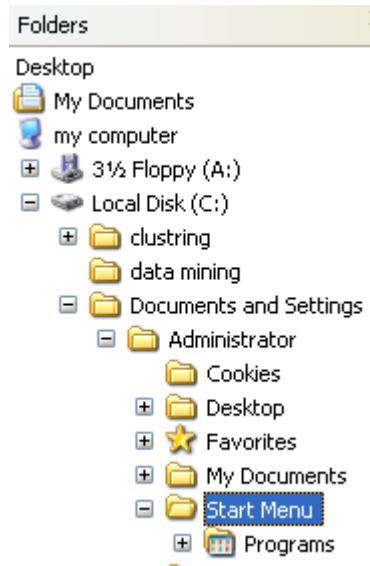 Folders
Desktop
My Documents
my computer
3½ Floppy (A:)
Local Disk (C:)
clustring
data mining
Documents and Settings
Administrator
Cookies
Desktop
Favorites
My Documents
Start Menu
Programs